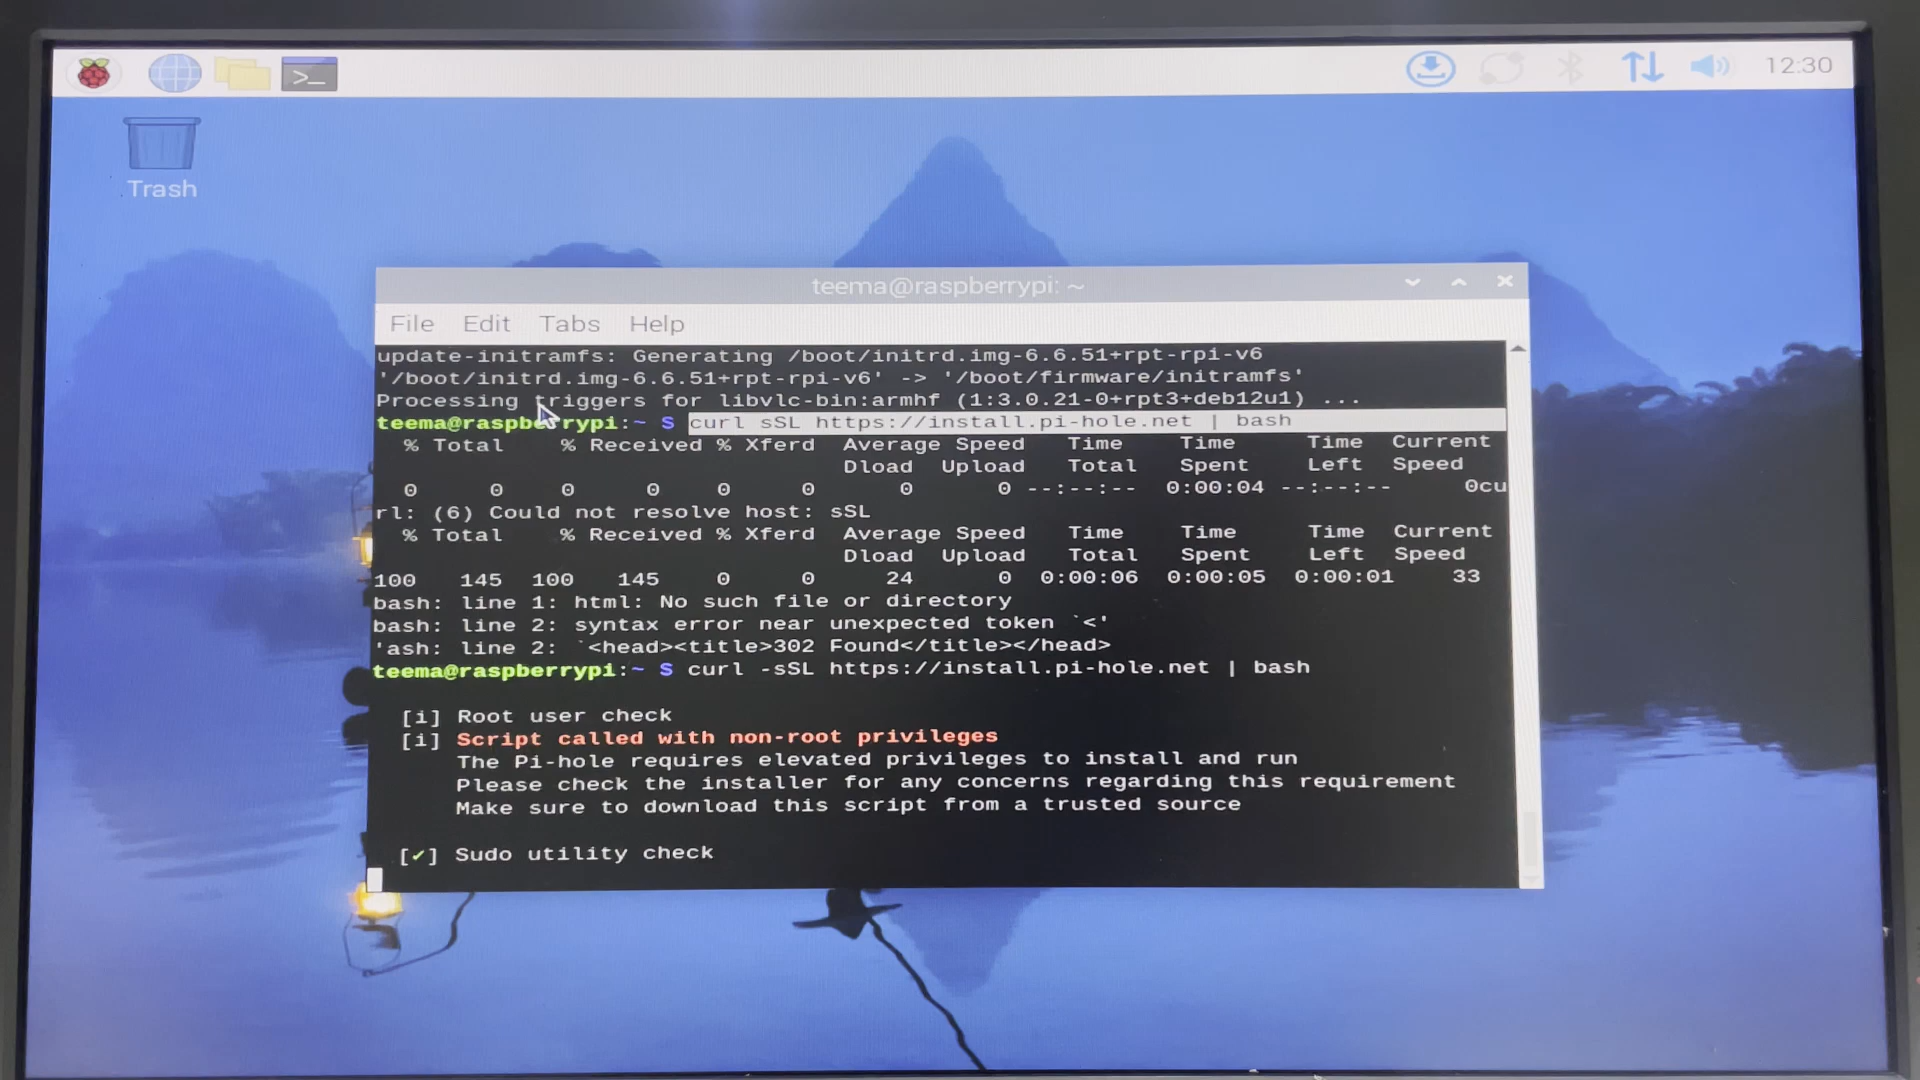 12:30
Trash
teema@raspberrypi: ~
File Edit Tabs Help
update-initramfs: Generating /boot/initrd.img-6.6.51+rpt-rpi-v6
'/boot/initrd.img-6.6.51+rpt-rpi-v6' -> '/boot/firmware/initramfs'
Processing triggers for libvlc-bin:armhf (1:3.0.21-0+rpt3+deb12u1) ...
teema@raspberrypi:~ $ curl sSL https://install.pi-hole.net | bash
% Total % Received % Xferd Average Speed Time Time Time Current
Dload Upload Total Spent Left Speed
0 0 0 0 0 0 0 0 --:--:-- 0:00:04 --:--:-- 0cu
rl: (6) Could not resolve host: sSL
% Total % Received % Xferd Average Speed Time Time Time Current
Dload Upload Total Spent Left Speed
100 145 100 145 0 0 24 0 0:00:06 0:00:05 0:00:01 33
bash: line 1: html: No such file or directory
bash: line 2: syntax error near unexpected token `<'
'ash: line 2: `<head><title>302 Found</title></head>
teema@raspberrypi:~ $ curl -sSL https://install.pi-hole.net | bash
[i] Root user check
[i] Script called with non-root privileges
The Pi-hole requires elevated privileges to install and run
Please check the installer for any concerns regarding this requirement
Make sure to download this script from a trusted source
[✓] Sudo utility check